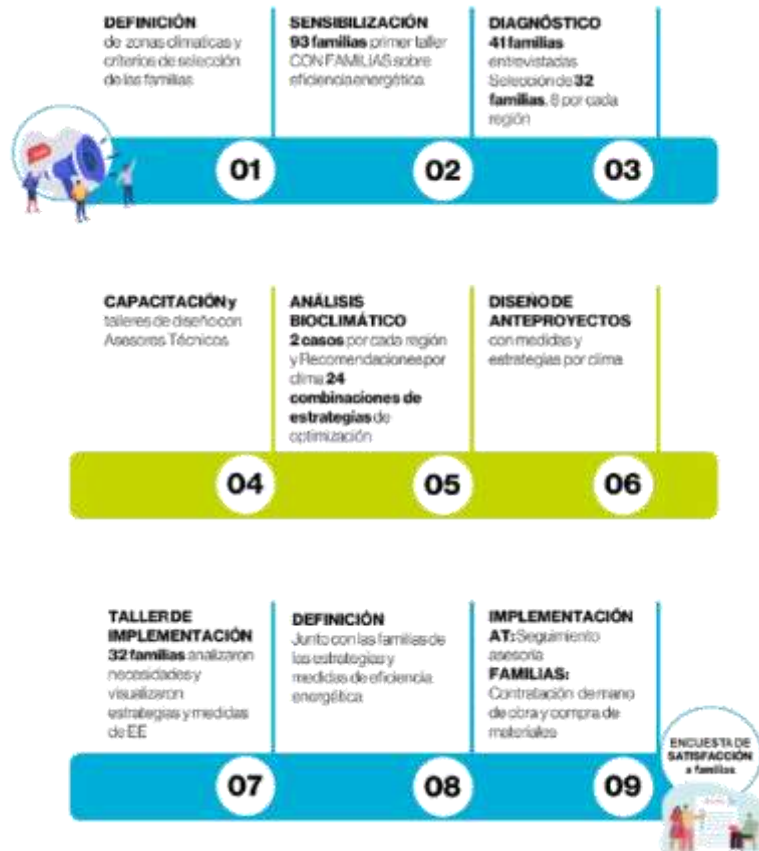 DEFINICIÓN
de zonas climaticas y
criterios de selección
de las familias
SENSIBILIZACIÓN
93 familias primer taller
CON FAMILIAS sobre
eficiencia energética
DIAGNÓSTICO
41 familias
entrevistadas
Selección de 32
familias, 8 por cada
región
01
02
03
CAPACITACIÓN y
talleres de diseño con
Asesores Técnicos
ANÁLISIS
BIOCLIMÁTICO
2 casos por cada región
y Recomendaciones por
clima 24
combinaciones de
estrategias de
optimización
DISEÑO DE
ANTEPROYECTOS
con medidas y
estrategias por clima
04
05
06
TALLER DE
IMPLEMENTACIÓN
32 familias analizaron
necesidades y
visualizaron
estrategias y medidas
de EE
DEFINICIÓN
Junto con las familias de
las estrategias y
medidas de eficiencia
energética
IMPLEMENTACIÓN
AT: Seguimiento
asesoría
FAMILIAS:
Contratación de mano
de obra y compra de
materiales
07
08
09
ENCUESTA DE
SATISFACCIÓN
a familias